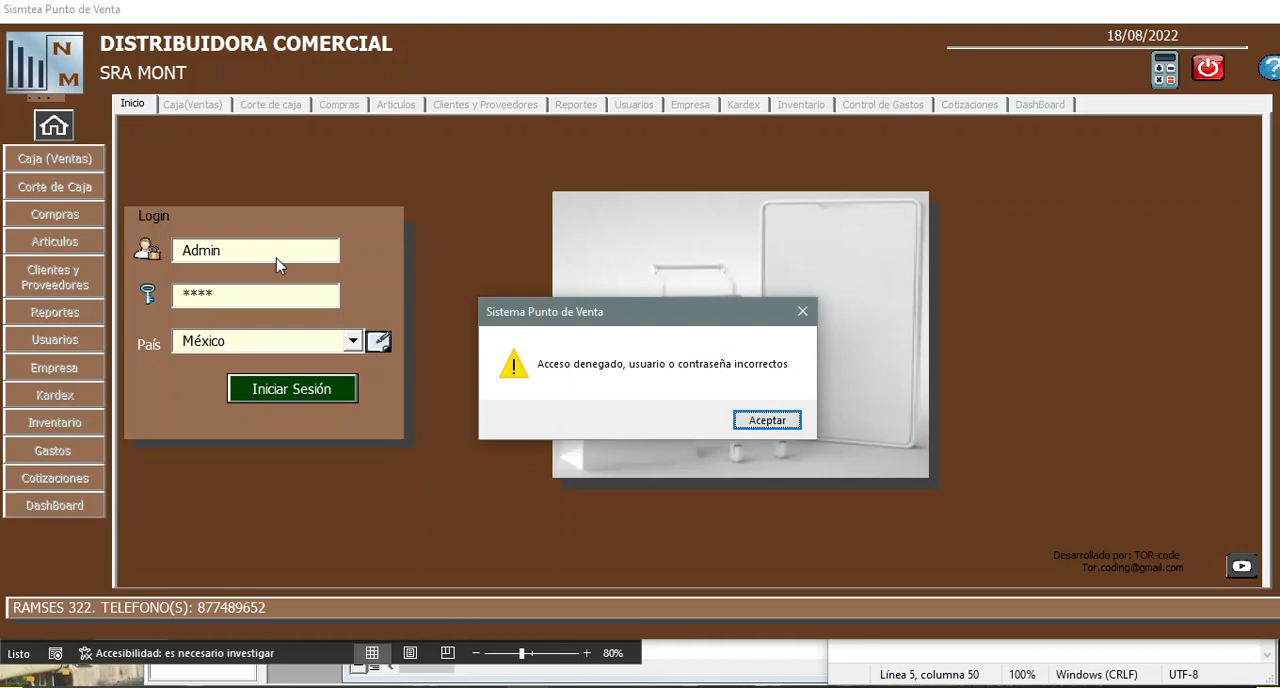 Sismtea Punto de Venta
N
M
DISTRIBUIDORA COMERCIAL
SRA MONT
18/08/2022
?
Inicio Caja(Ventas) Corte de caja Compras Articulos Clientes y Proveedores Reportes Usuarios Empresa Kardex Inventario Control de Gastos Cotizaciones DashBoard
Caja (Ventas)
Corte de Caja
Compras
Articulos
Clientes y
Proveedores
Reportes
Usuarios
Empresa
Kardex
Inventario
Gastos
Cotizaciones
DashBoard
Login
Admin
****
País México
Iniciar Sesión
Sistema Punto de Venta
Acceso denegado, usuario o contraseña incorrectos
Aceptar
Desarrollado por: TOR-code
Tor.coding@gmail.com
RAMSES 322. TELEFONO(S): 877489652
Listo Accesibilidad: es necesario investigar 80%
Línea 5, columna 50 100% Windows (CRLF) UTF-8